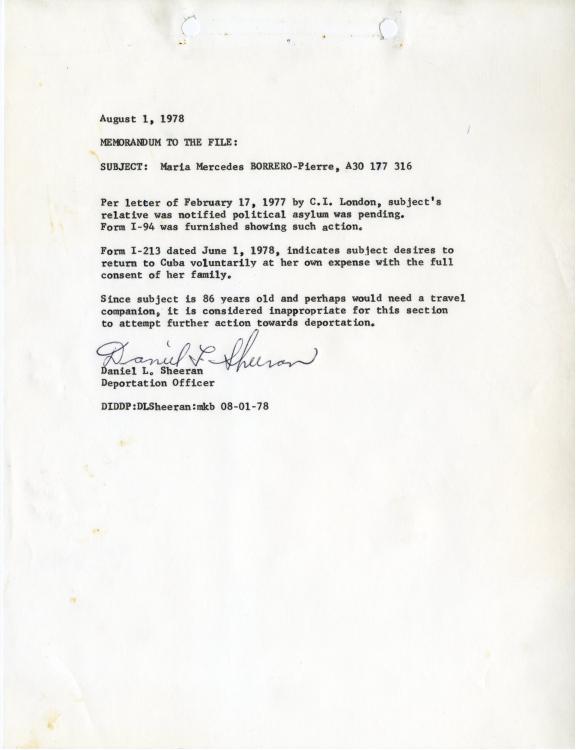 August 1, 1978
MEMORANDUM TO THE FILE:
SUBJECT: Maria Mercedes BORRERO-Pierre, A30 177 316
Per letter of February 17, 1977 by C.I. London, subject's
relative was notified political asylum was pending.
Form I-94 was furnished showing such action.
Form I-213 dated June 1, 1978, indicates subject desires to
return to Cuba voluntarily at her own expense with the full
consent of her family.
Since subject is 86 years old and perhaps would need a travel
companion, it is considered inappropriate for this section
to attempt further action towards deportation.
Daniel L. Sheeran
Daniel L. Sheeran
Deportation Officer
DIDDP:DLSheeran:mkb 08-01-78